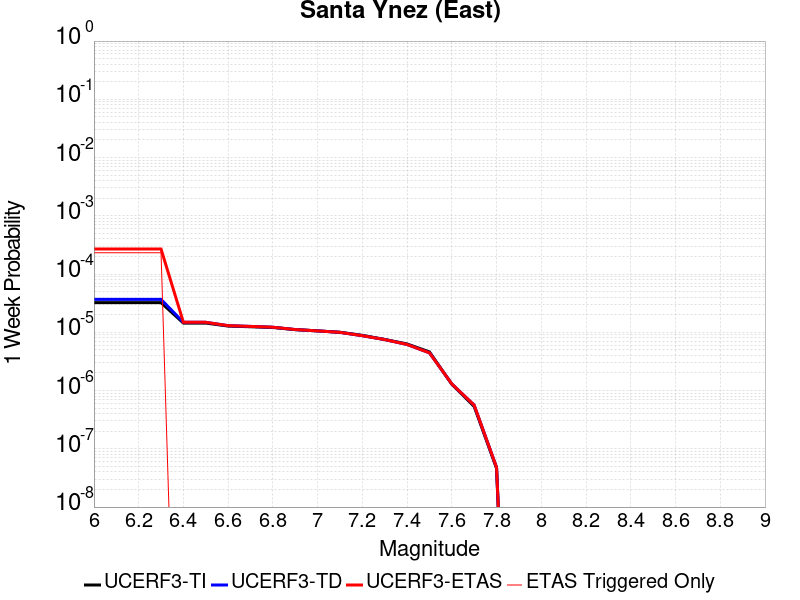 Santa Ynez (East)
10^0
10^-1
10^-2
10^-3
10^-4
10^-5
10^-6
10^-7
10^-8
1 Week Probability
6 6.2 6.4 6.6 6.8 7 7.2 7.4 7.6 7.8 8 8.2 8.4 8.6 8.8 9
Magnitude
UCERF3-TI UCERF3-TD UCERF3-ETAS ETAS Triggered Only